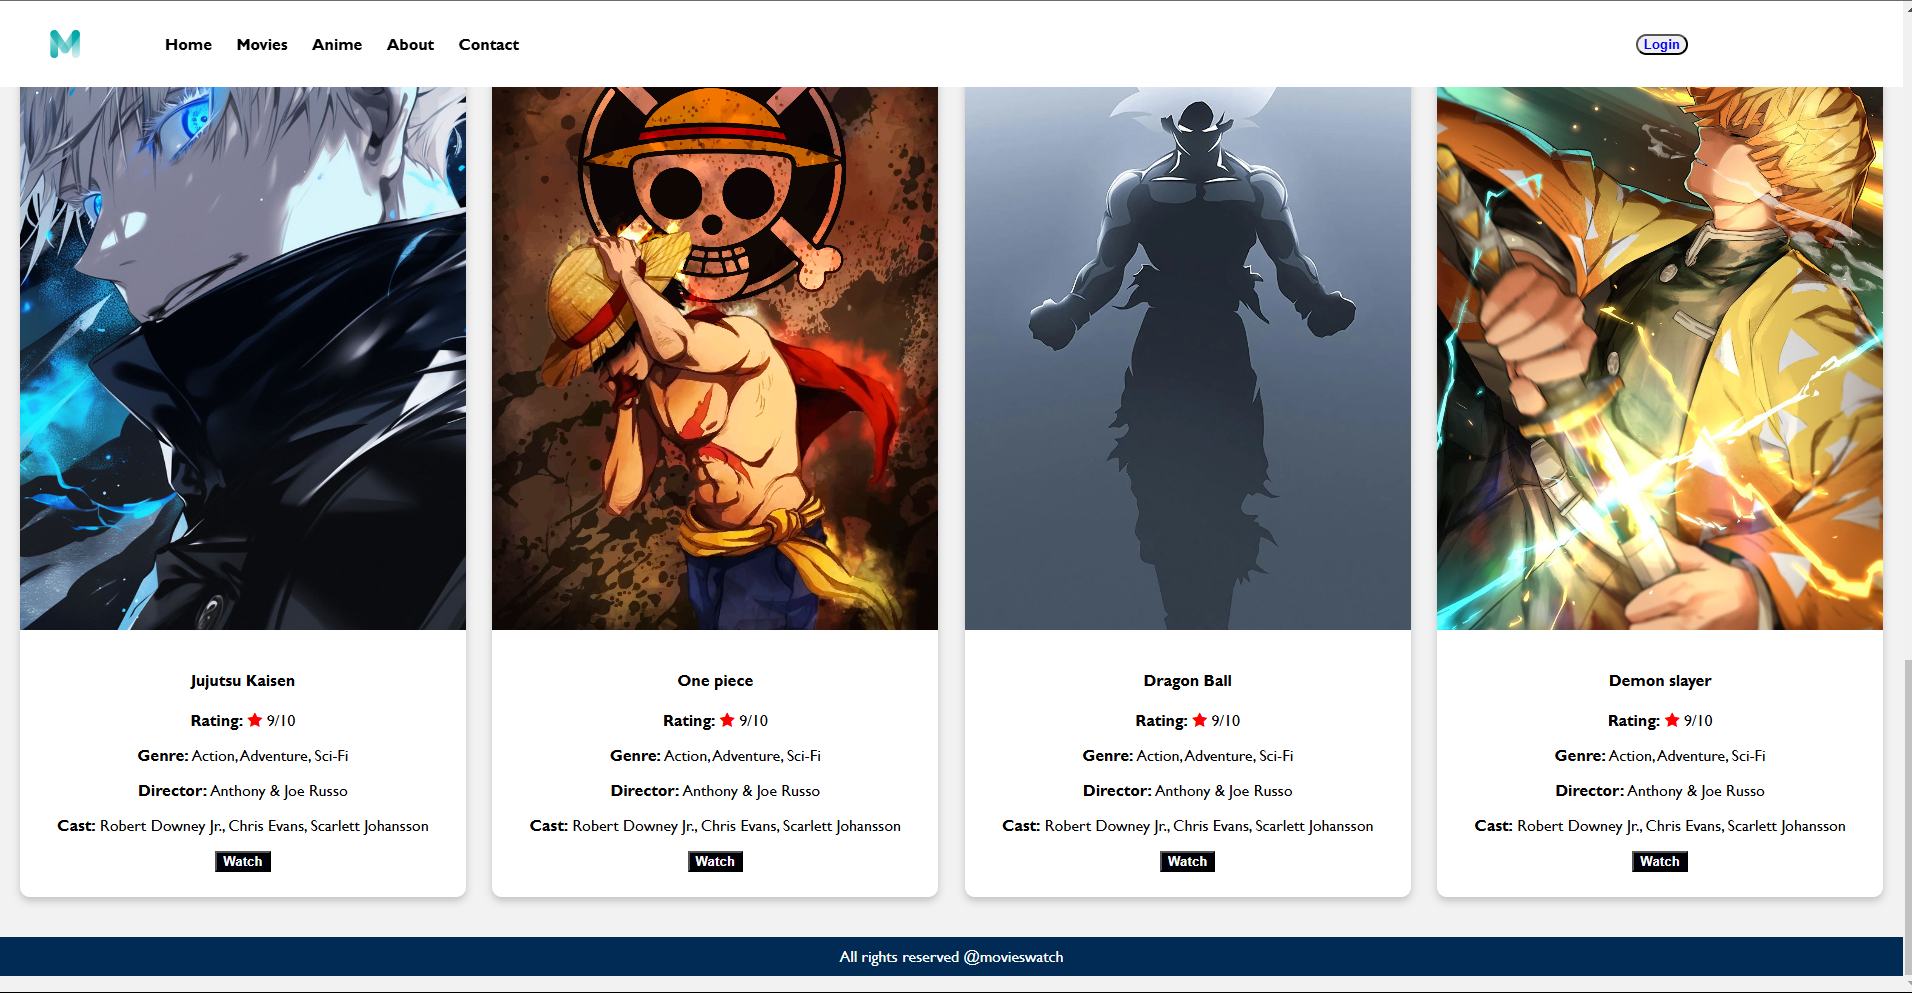 M
Home Movies Anime About Contact Login
Jujutsu Kaisen
Rating: 9/10
Genre: Action, Adventure, Sci-Fi
Director: Anthony & Joe Russo
Cast: Robert Downey Jr., Chris Evans, Scarlett Johansson
Watch
One piece
Rating: 9/10
Genre: Action, Adventure, Sci-Fi
Director: Anthony & Joe Russo
Cast: Robert Downey Jr., Chris Evans, Scarlett Johansson
Watch
Dragon Ball
Rating: 9/10
Genre: Action, Adventure, Sci-Fi
Director: Anthony & Joe Russo
Cast: Robert Downey Jr., Chris Evans, Scarlett Johansson
Watch
Demon slayer
Rating: 9/10
Genre: Action, Adventure, Sci-Fi
Director: Anthony & Joe Russo
Cast: Robert Downey Jr., Chris Evans, Scarlett Johansson
Watch
All rights reserved @movieswatch